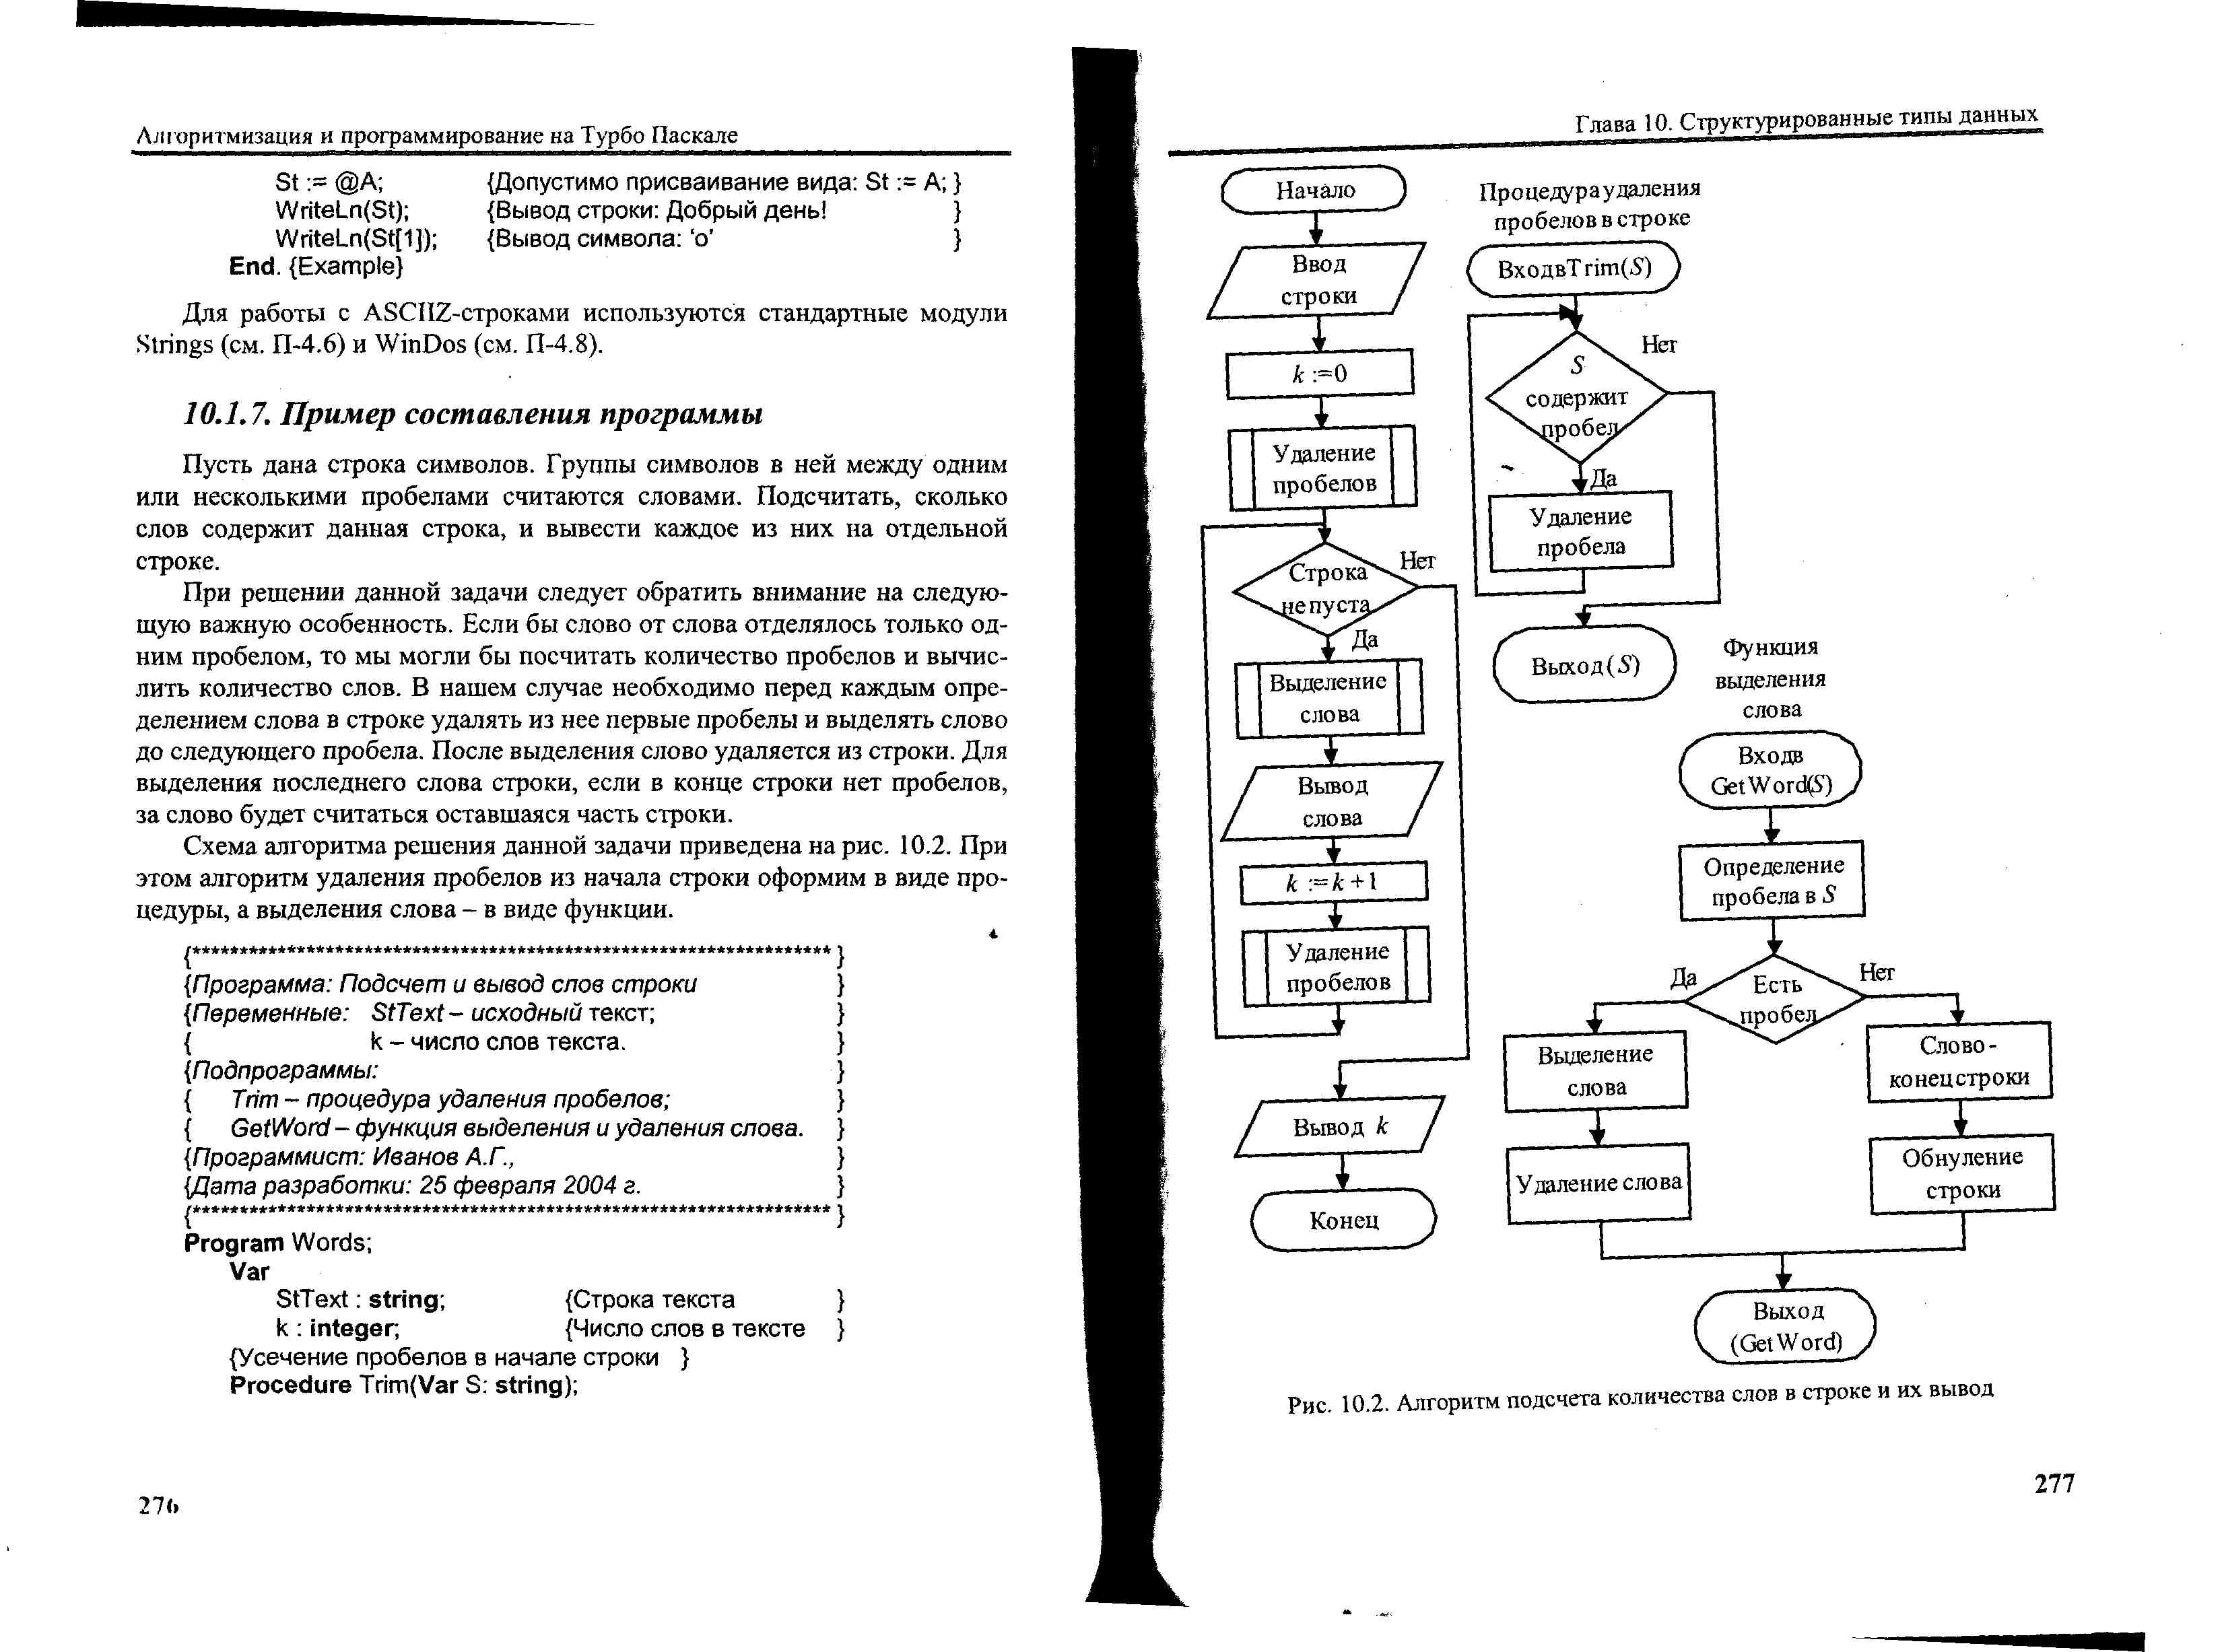 Алгоритмизация и программирование на Турбо Паскале
St := @A; {Допустимо присваивание вида: St := A; }
WriteLn(St); {Вывод строки: Добрый день! }
WriteLn(St[1]); {Вывод символа: ‘о’ }
End. {Example}
Для работы с ASCIIZ-строками используются стандартные модули
Strings (см. П-4.6) и WinDos (см. П-4.8).
10.1.7. Пример составления программы
Пусть дана строка символов. Группы символов в ней между одним
или несколькими пробелами считаются словами. Подсчитать, сколько
слов содержит данная строка, и вывести каждое из них на отдельной
строке.
При решении данной задачи следует обратить внимание на следую-
щую важную особенность. Если бы слово от слова отделялось только од-
ним пробелом, то мы могли бы посчитать количество пробелов и вычис-
лить количество слов. В нашем случае необходимо перед каждым опре-
делением слова в строке удалять из нее первые пробелы и выделять слово
до следующего пробела. После выделения слово удаляется из строки. Для
выделения последнего слова строки, если в конце строки нет пробелов,
за слово будет считаться оставшаяся часть строки.
Схема алгоритма решения данной задачи приведена на рис. 10.2. При
этом алгоритм удаления пробелов из начала строки оформим в виде про-
цедуры, а выделения слова – в виде функции.
{******************************************************************}
{Программа: Подсчет и вывод слов строки }
{Переменные: StText – исходный текст; }
{ k – число слов текста. }
{Подпрограммы: }
{ Trim – процедура удаления пробелов; }
{ GetWord – функция выделения и удаления слова. }
{Программист: Иванов А.Г., }
{Дата разработки: 25 февраля 2004 г. }
{******************************************************************}
Program Words;
Var
StText : string; {Строка текста }
k : integer; {Число слов в тексте }
{Усечение пробелов в начале строки }
Procedure Trim(Var S: string);
276
Глава 10. Структурированные типы данных
Начало
Ввод
строки
k :=0
Удаление
пробелов
Строка
не пуста
Нет
Да
Выделение
слова
Вывод
слова
k :=k+1
Удаление
пробелов
Вывод k
Конец
Процедура удаления
пробелов в строке
Вход в Trim(S)
S
содержит
пробел
Нет
Да
Удаление
пробела
Выход(S)
Функция
выделения
слова
Вход в
GetWord(S)
Определение
пробела в S
Есть
пробел
Да
Нет
Выделение
слова
Удаление слова
Слово -
конец строки
Обнуление
строки
Выход
(GetWord)
Рис. 10.2. Алгоритм подсчета количества слов в строке и их вывод
277